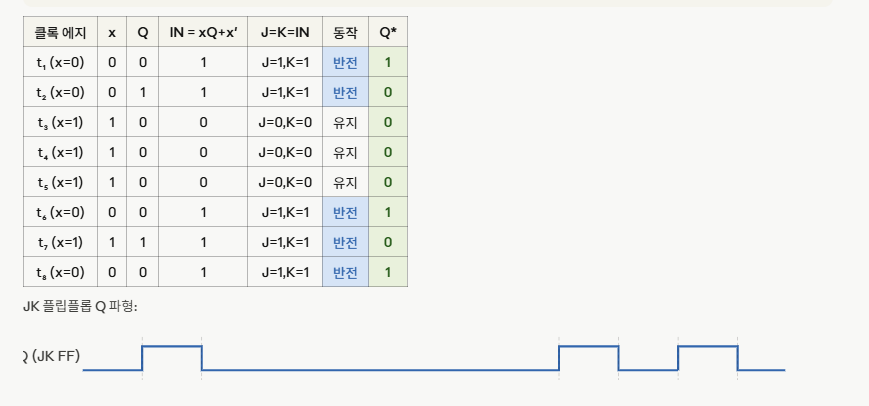 클록 에지 x Q IN = xQ+x′ J=K=IN 동작 Q*
t₁ (x=0) 0 0 1 J=1,K=1 반전 1
t₂ (x=0) 0 1 1 J=1,K=1 반전 0
t₃ (x=1) 1 0 0 J=0,K=0 유지 0
t₄ (x=1) 1 0 0 J=0,K=0 유지 0
t₅ (x=1) 1 0 0 J=0,K=0 유지 0
t₆ (x=0) 0 0 1 J=1,K=1 반전 1
t₇ (x=1) 1 1 1 J=1,K=1 반전 0
t₈ (x=0) 0 0 1 J=1,K=1 반전 1
JK 플립플롭 Q 파형:
Q (JK FF)